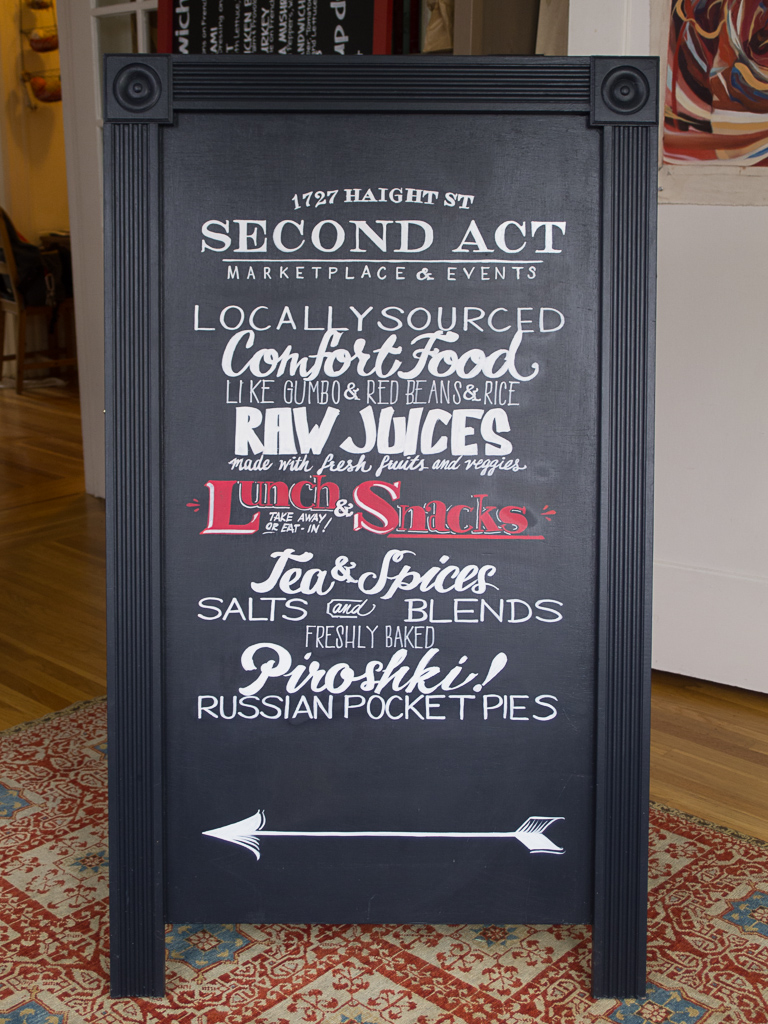 1727 HAIGHT ST
SECOND ACT
MARKETPLACE & EVENTS
LOCALLY SOURCED
Comfort Food
LIKE GUMBO & RED BEANS & RICE
RAW JUICES
made with fresh fruits and veggies
Lunch & Snacks
TAKE AWAY
OR EAT-IN!
Tea & Spices
SALTS and BLENDS
FRESHLY BAKED
Piroshki!
RUSSIAN POCKET PIES